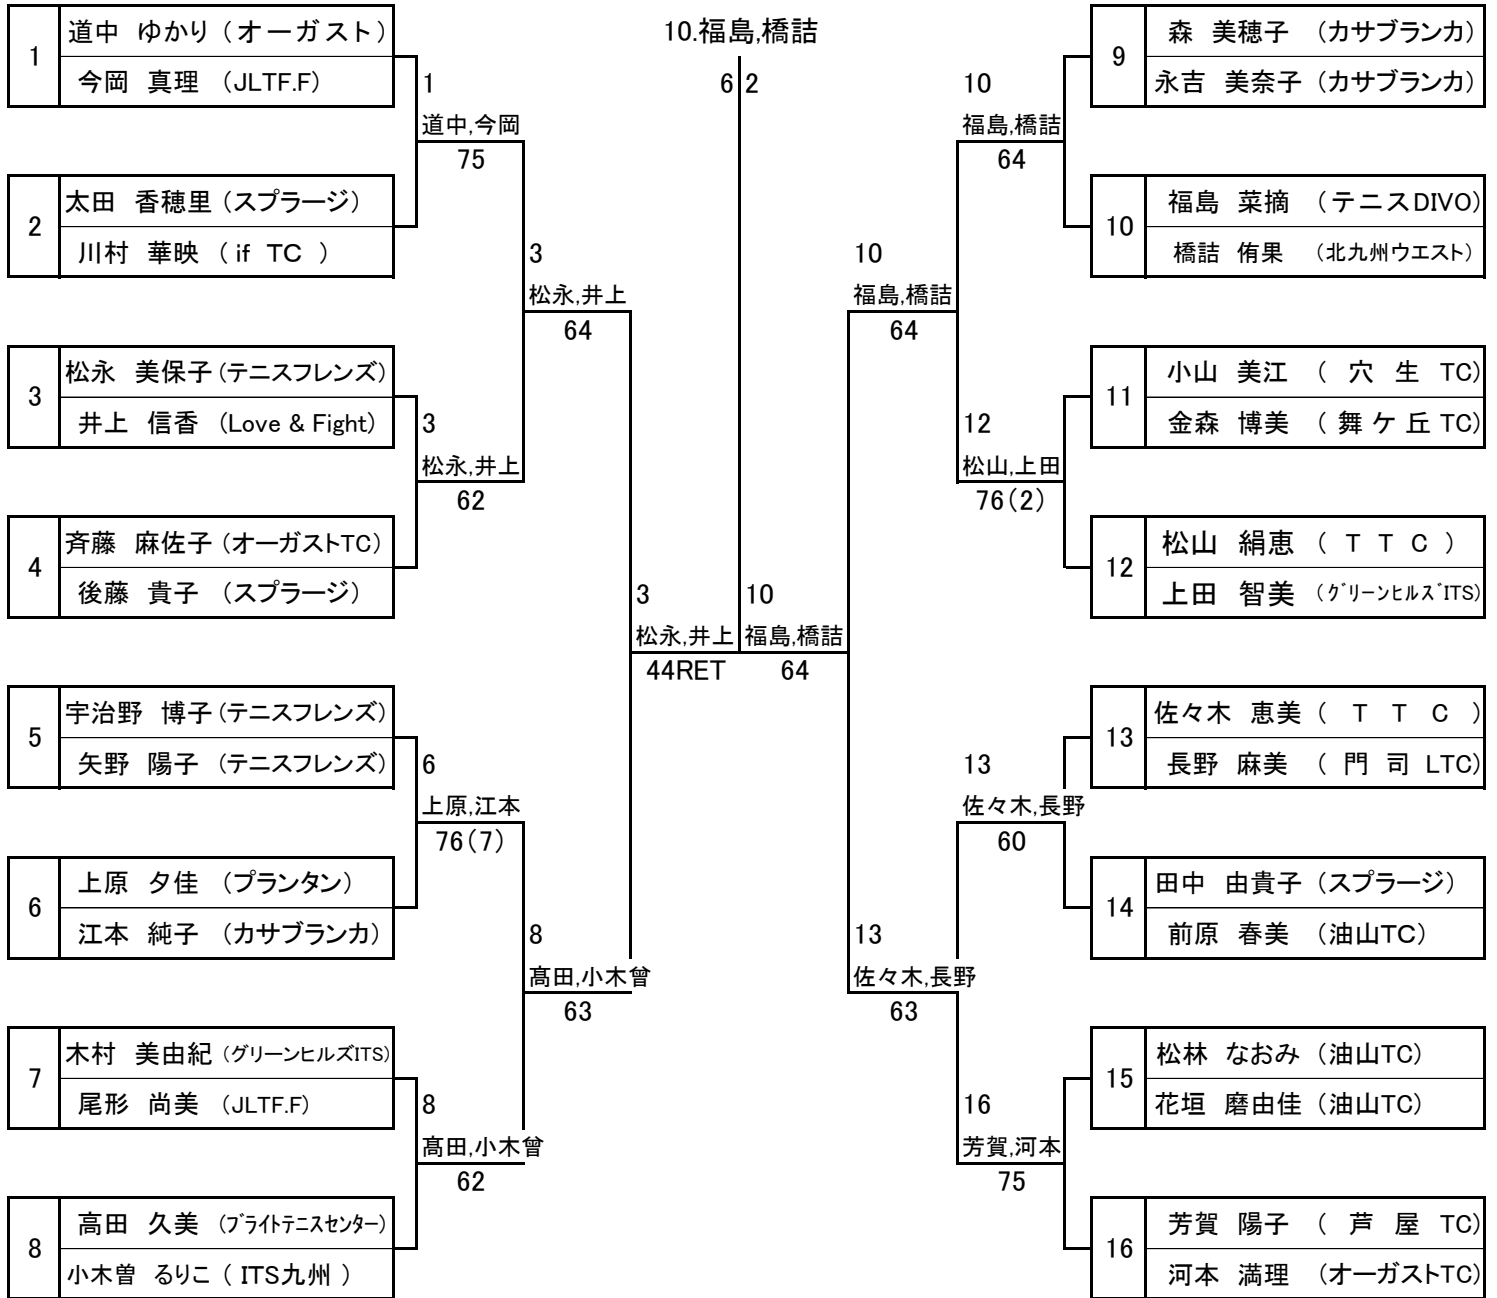 10.福島,橋詰
6 2
1
道中 ゆかり (オーガスト)
今岡 真理 (JLTF.F)
2
太田 香穂里 (スプラージ)
川村 華映 ( if TC )
3
松永 美保子 (テニスフレンズ)
井上 信香 (Love & Fight)
4
斉藤 麻佐子 (オーガストTC)
後藤 貴子 (スプラージ)
5
宇治野 博子 (テニスフレンズ)
矢野 陽子 (テニスフレンズ)
6
上原 夕佳 (プランタン)
江本 純子 (カサブランカ)
7
木村 美由紀 (グリーンヒルズITS)
尾形 尚美 (JLTF.F)
8
高田 久美 (ブライトテニスセンター)
小木曽 るりこ ( ITS九州 )
1
道中,今岡
75
3
松永,井上
62
6
上原,江本
76(7)
8
髙田,小木曾
62
3
松永,井上
64
8
髙田,小木曾
63
3
松永,井上
44RET
10
福島,橋詰
64
10
福島,橋詰
64
13
佐々木,長野
63
10
福島,橋詰
64
12
松山,上田
76(2)
13
佐々木,長野
60
16
芳賀,河本
75
9
森 美穂子 (カサブランカ)
永吉 美奈子 (カサブランカ)
10
福島 菜摘 (テニスDIVO)
橋詰 侑果 (北九州ウエスト)
11
小山 美江 ( 穴 生 TC)
金森 博美 ( 舞 ケ 丘 TC)
12
松山 絹恵 ( T T C )
上田 智美 (グリーンヒルズITS)
13
佐々木 恵美 ( T T C )
長野 麻美 ( 門 司 LTC)
14
田中 由貴子 (スプラージ)
前原 春美 (油山TC)
15
松林 なおみ (油山TC)
花垣 磨由佳 (油山TC)
16
芳賀 陽子 ( 芦 屋 TC)
河本 満理 (オーガストTC)